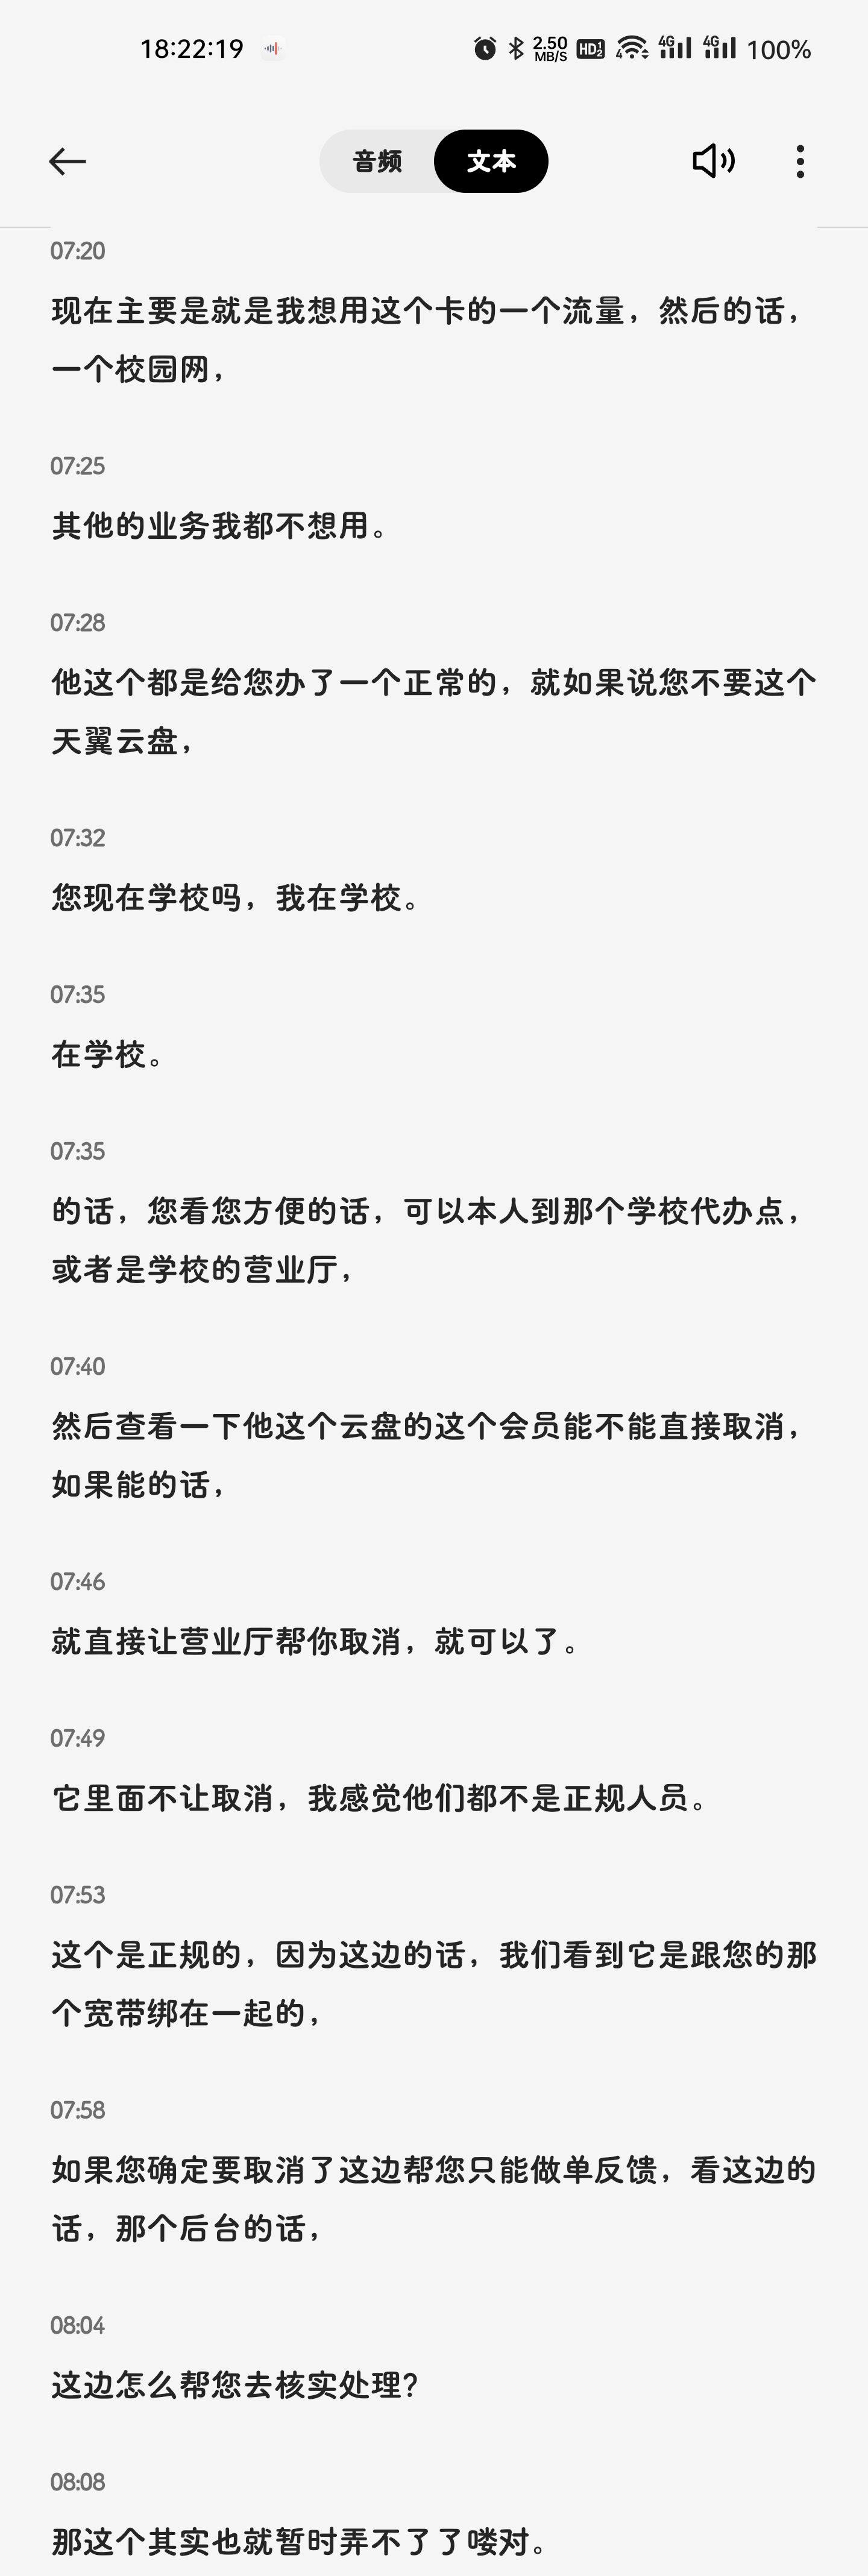 18:22:19 2.50 MB/S HD 1 2 4 4G 4G 100%
音频 文本
07:20
现在主要是就是我想用这个卡的一个流量，然后的话，
一个校园网，
07:25
其他的业务我都不想用。
07:28
他这个都是给您办了一个正常的，就如果说您不要这个
天翼云盘，
07:32
您现在学校吗，我在学校。
07:35
在学校。
07:35
的话，您看您方便的话，可以本人到那个学校代办点，
或者是学校的营业厅，
07:40
然后查看一下他这个云盘的这个会员能不能直接取消，
如果能的话，
07:46
就直接让营业厅帮你取消，就可以了。
07:49
它里面不让取消，我感觉他们都不是正规人员。
07:53
这个是正规的，因为这边的话，我们看到它是跟您的那
个宽带绑在一起的，
07:58
如果您确定要取消了这边帮您只能做单反馈，看这边的
话，那个后台的话，
08:04
这边怎么帮您去核实处理?
08:08
那这个其实也就暂时弄不了了喽对。